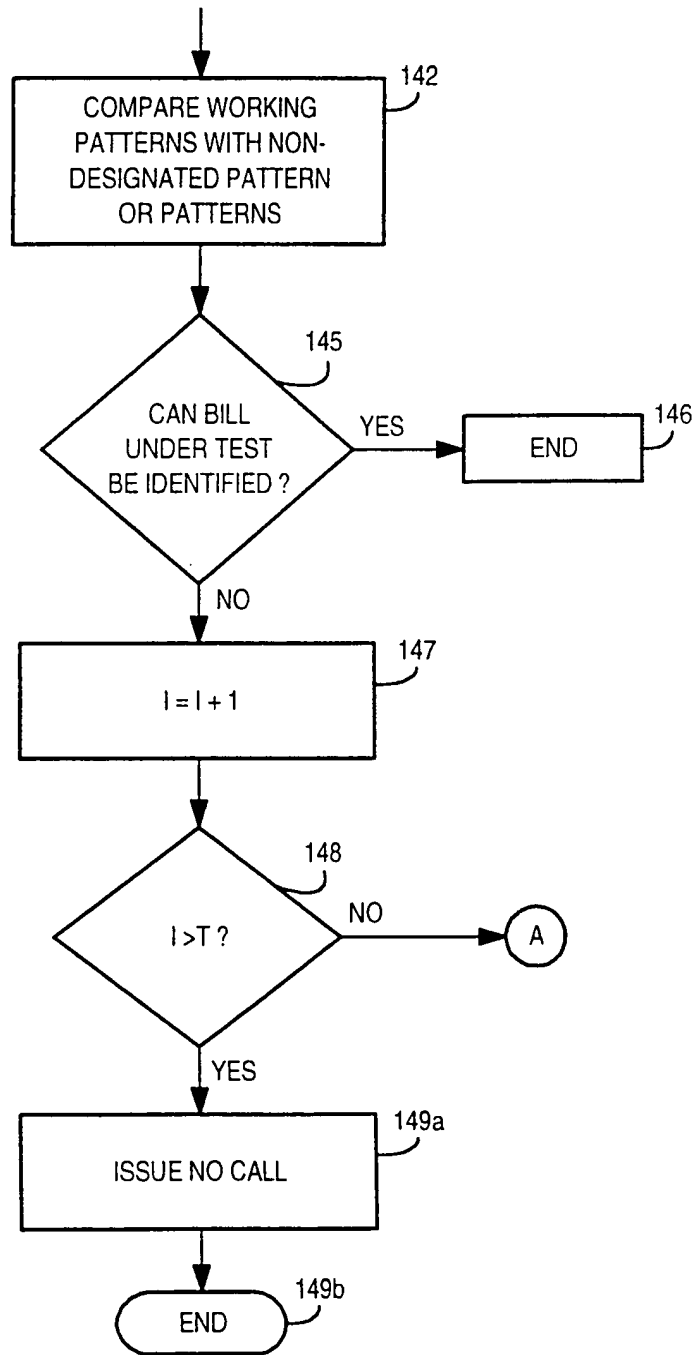 142
COMPARE WORKING
PATTERNS WITH NON-
DESIGNATED PATTERN
OR PATTERNS
145
CAN BILL
UNDER TEST
BE IDENTIFIED ?
YES
146
END
NO
147
I = I + 1
148
I >T ?
NO
A
YES
149a
ISSUE NO CALL
149b
END